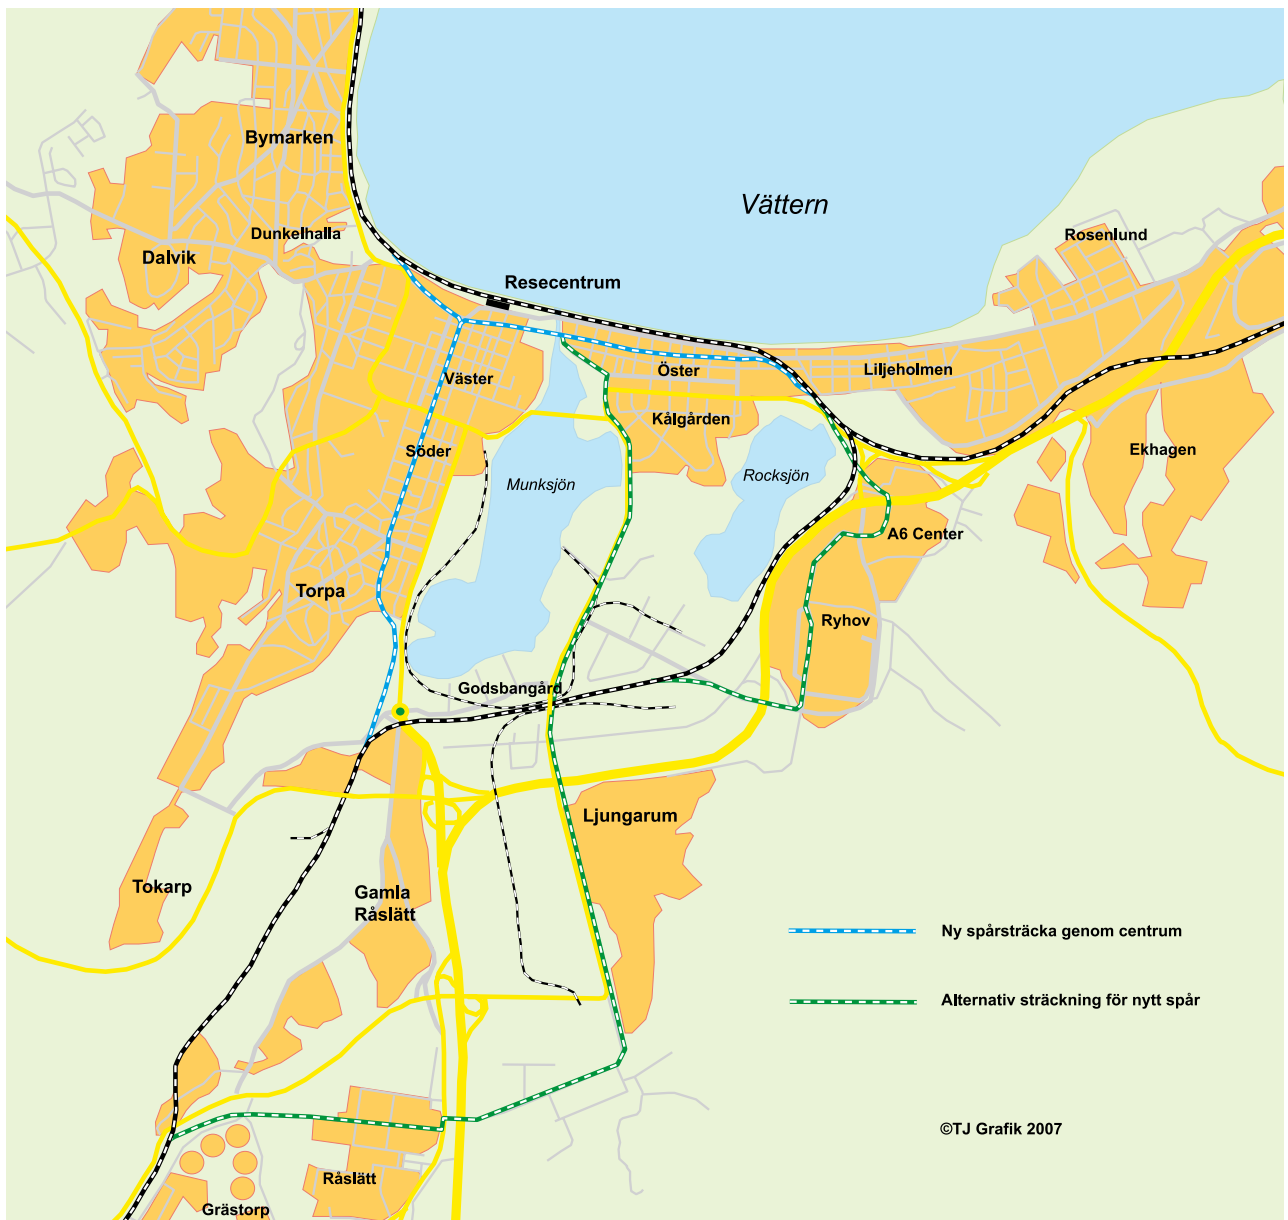 Bymarken
Vättern
Dunkelhalla
Rosenlund
Dalvik
Resecentrum
Väster
Öster
Liljeholmen
Kålgården
Söder
Ekhagen
Munksjön
Rocksjön
A6 Center
Torpa
Ryhov
Godsbangård
Ljungarum
Tokarp
Gamla
Råslätt
Ny spårsträcka genom centrum
Alternativ sträckning för nytt spår
©TJ Grafik 2007
Råslätt
Grästorp